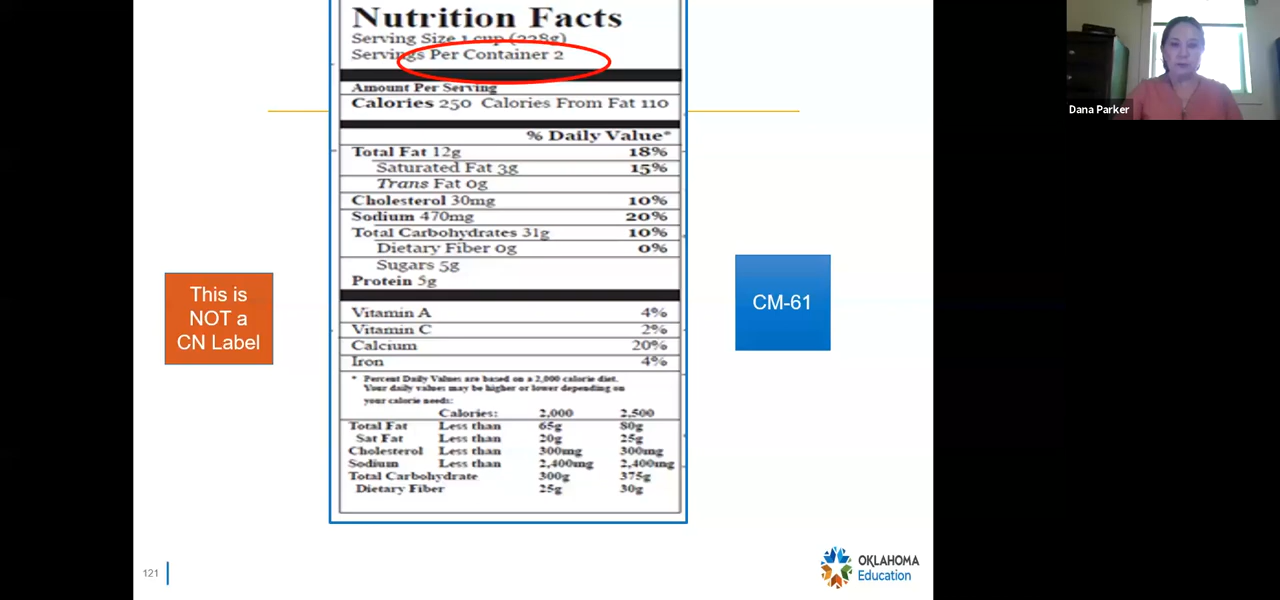 Nutrition Facts
Serving Size 1 cup (228g)
Servings Per Container 2
Amount Per Serving
Calories 250 Calories From Fat 110
% Daily Value*
Total Fat 12g 18%
Saturated Fat 3g 15%
Trans Fat 0g
Cholesterol 30mg 10%
Sodium 470mg 20%
Total Carbohydrates 31g 10%
Dietary Fiber 0g 0%
Sugars 5g
Protein 5g
Vitamin A 4%
Vitamin C 2%
Calcium 20%
Iron 4%
* Percent Daily Values are based on a 2,000 calorie diet.
Your daily values may be higher or lower depending on
your calorie needs:
Calories: 2,000 2,500
Total Fat Less than 65g 80g
Sat Fat Less than 20g 25g
Cholesterol Less than 300mg 300mg
Sodium Less than 2,400mg 2,400mg
Total Carbohydrate 300g 375g
Dietary Fiber 25g 30g
This is
NOT a
CN Label
CM-61
Dana Parker
121
OKLAHOMA
Education